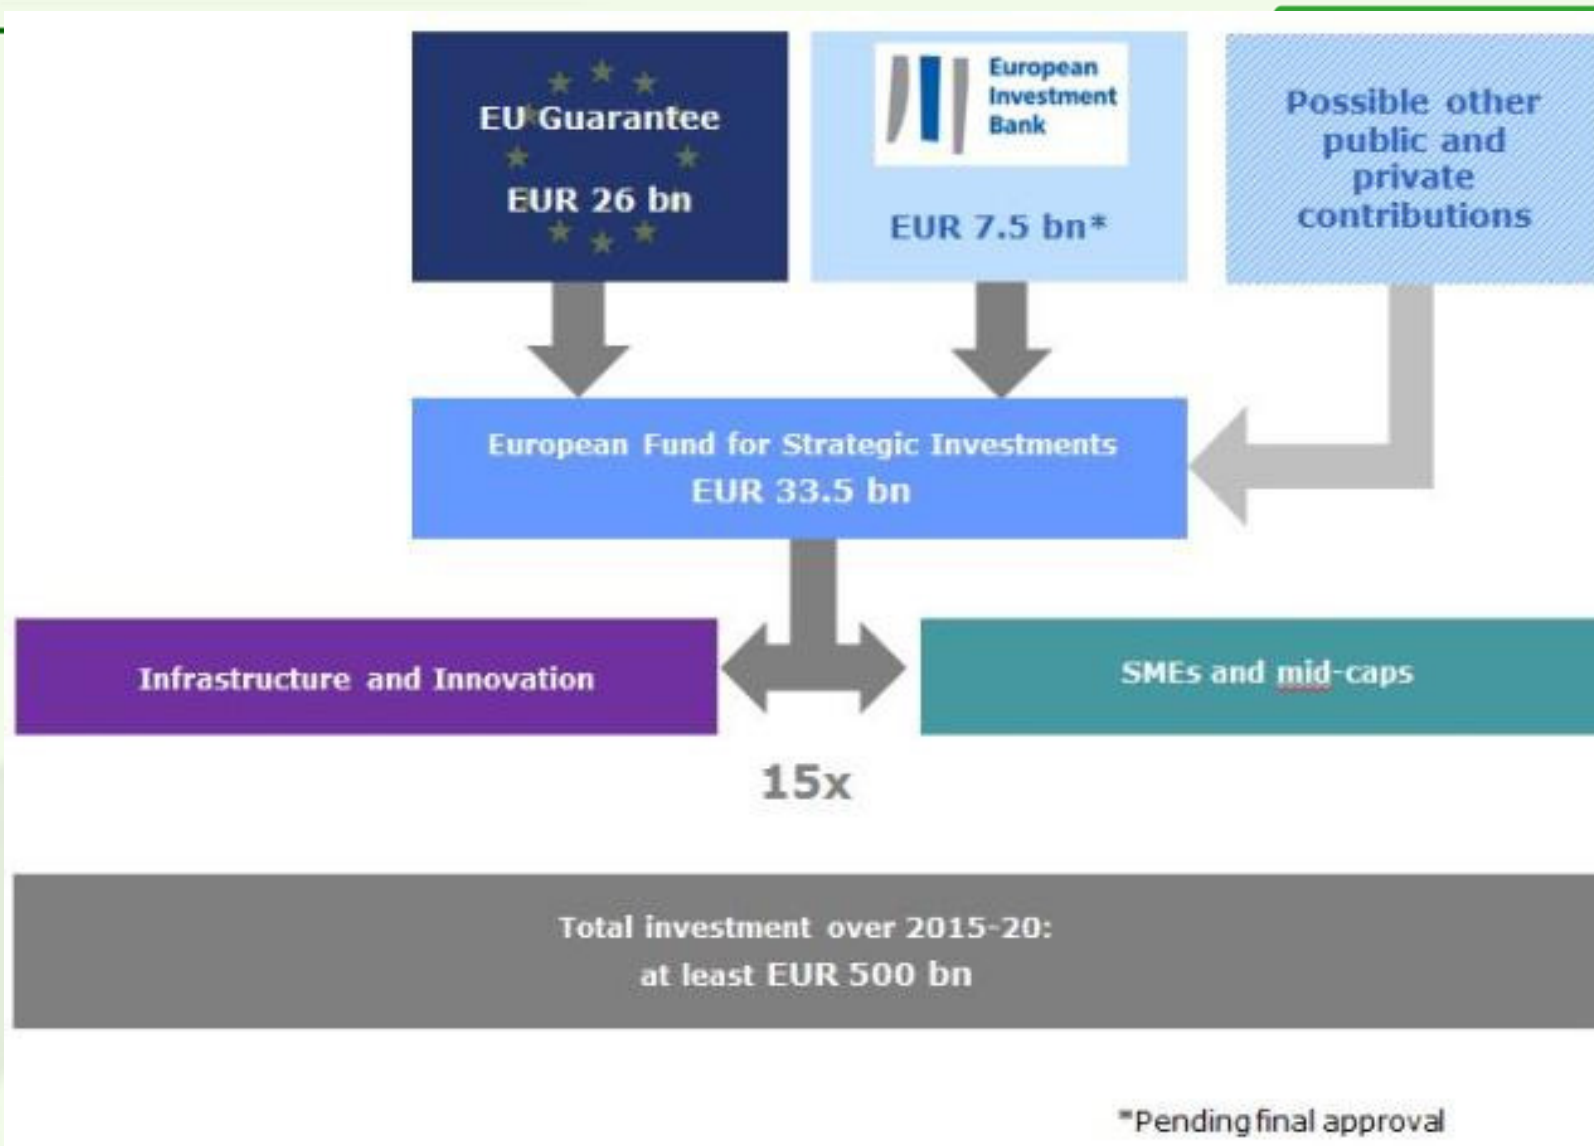 EU Guarantee
EUR 26 bn
European
Investment
Bank
EUR 7.5 bn*
Possible other
public and
private
contributions
European Fund for Strategic Investments
EUR 33.5 bn
Infrastructure and Innovation
SMEs and mid-caps
15x
Total investment over 2015-20:
at least EUR 500 bn
*Pending final approval